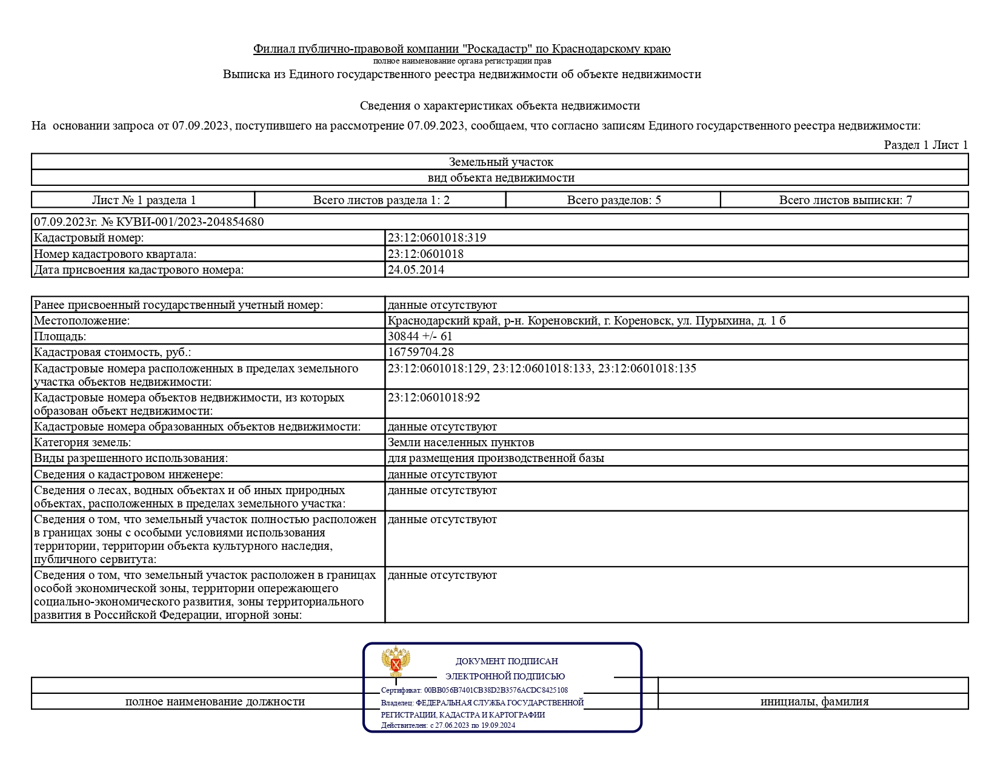 Филиал публично-правовой компании "Роскадастр" по Краснодарскому краю
полное наименование органа регистрации прав
Выписка из Единого государственного реестра недвижимости об объекте недвижимости
Сведения о характеристиках объекта недвижимости
На основании запроса от 07.09.2023, поступившего на рассмотрение 07.09.2023, сообщаем, что согласно записям Единого государственного реестра недвижимости:
Раздел 1 Лист 1
Земельный участок
вид объекта недвижимости
Лист № 1 раздела 1 Всего листов раздела 1: 2 Всего разделов: 5 Всего листов выписки: 7
07.09.2023г. № КУВИ-001/2023-204854680
Кадастровый номер: 23:12:0601018:319
Номер кадастрового квартала: 23:12:0601018
Дата присвоения кадастрового номера: 24.05.2014
Ранее присвоенный государственный учетный номер: данные отсутствуют
Местоположение: Краснодарский край, р-н. Кореновский, г. Кореновск, ул. Пурыхина, д. 1 б
Площадь: 30844 +/- 61
Кадастровая стоимость, руб.: 16759704.28
Кадастровые номера расположенных в пределах земельного 23:12:0601018:129, 23:12:0601018:133, 23:12:0601018:135
участка объектов недвижимости:
Кадастровые номера объектов недвижимости, из которых 23:12:0601018:92
образован объект недвижимости:
Кадастровые номера образованных объектов недвижимости: данные отсутствуют
Категория земель: Земли населенных пунктов
Виды разрешенного использования: для размещения производственной базы
Сведения о кадастровом инженере: данные отсутствуют
Сведения о лесах, водных объектах и об иных природных данные отсутствуют
объектах, расположенных в пределах земельного участка:
Сведения о том, что земельный участок полностью расположен данные отсутствуют
в границах зоны с особыми условиями использования
территории, территории объекта культурного наследия,
публичного сервитута:
Сведения о том, что земельный участок расположен в границах данные отсутствуют
особой экономической зоны, территории опережающего
социально-экономического развития, зоны территориального
развития в Российской Федерации, игорной зоны:
ДОКУМЕНТ ПОДПИСАН
ЭЛЕКТРОННОЙ ПОДПИСЬЮ
Сертификат: 00BB056B7401CB38D2B3576ACDC8425108
Владелец: ФЕДЕРАЛЬНАЯ СЛУЖБА ГОСУДАРСТВЕННОЙ
РЕГИСТРАЦИИ, КАДАСТРА И КАРТОГРАФИИ
Действителен: с 27.06.2023 по 19.09.2024
полное наименование должности
инициалы, фамилия